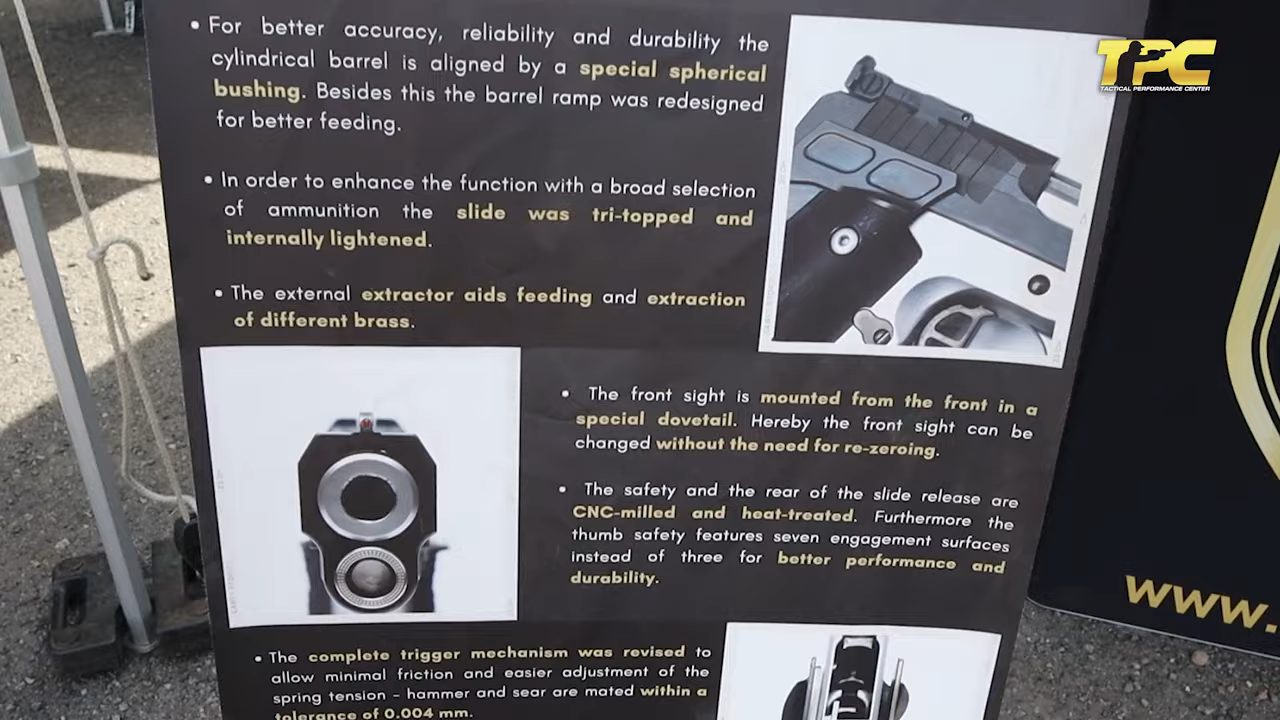 TPC
TACTICAL PERFORMANCE CENTER
• For better accuracy, reliability and durability the
cylindrical barrel is aligned by a special spherical
bushing. Besides this the barrel ramp was redesigned
for better feeding.
• In order to enhance the function with a broad selection
of ammunition the slide was tri-topped and
internally lightened.
• The external extractor aids feeding and extraction
of different brass.
• The front sight is mounted from the front in a
special dovetail. Hereby the front sight can be
changed without the need for re-zeroing.
• The safety and the rear of the slide release are
CNC-milled and heat-treated. Furthermore the
thumb safety features seven engagement surfaces
instead of three for better performance and
durability.
• The complete trigger mechanism was revised to
allow minimal friction and easier adjustment of the
spring tension – hammer and sear are mated within a
tolerance of 0.004 mm.
www.